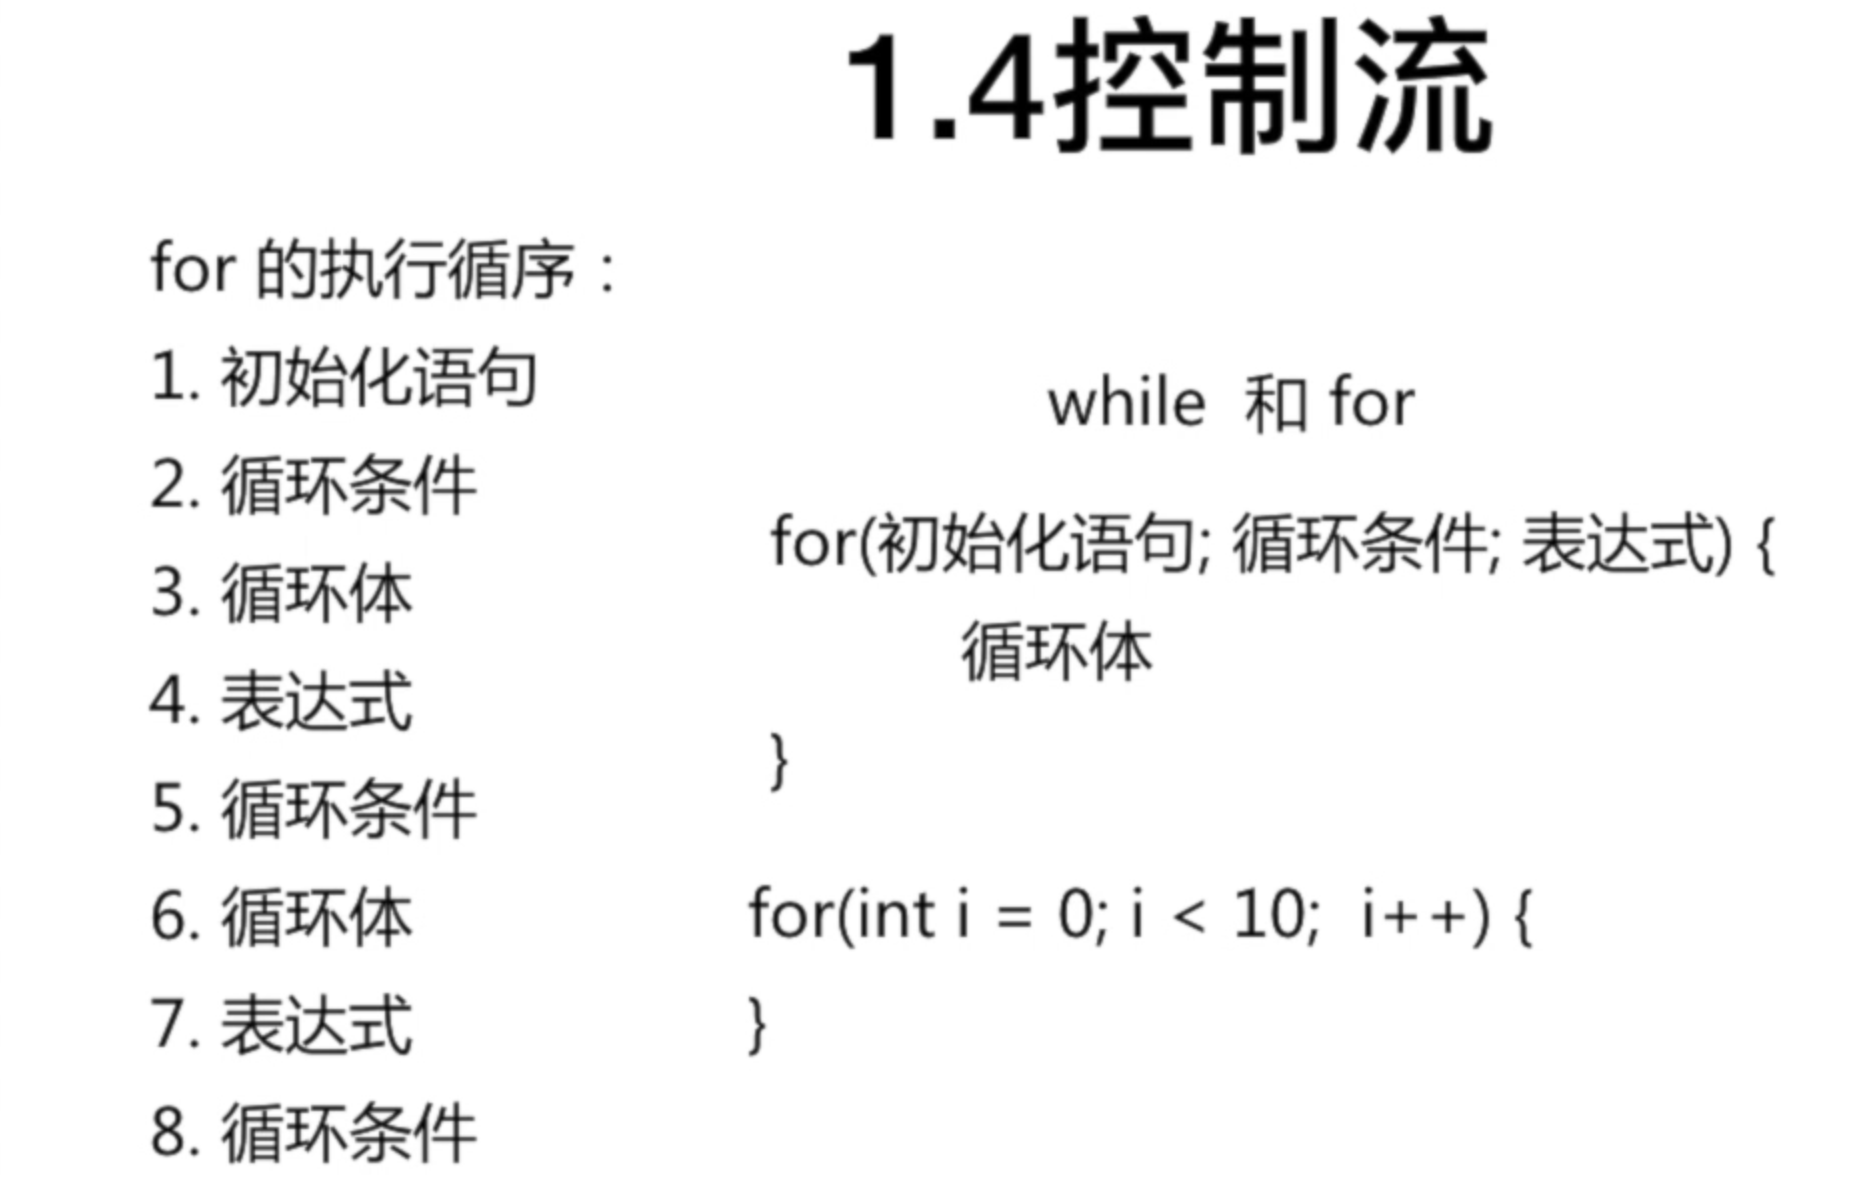 1.4控制流
for 的执行循序：
1. 初始化语句
2. 循环条件
3. 循环体
4. 表达式
5. 循环条件
6. 循环体
7. 表达式
8. 循环条件
while 和 for
for(初始化语句; 循环条件; 表达式) {
循环体
}
for(int i = 0; i < 10; i++) {
}